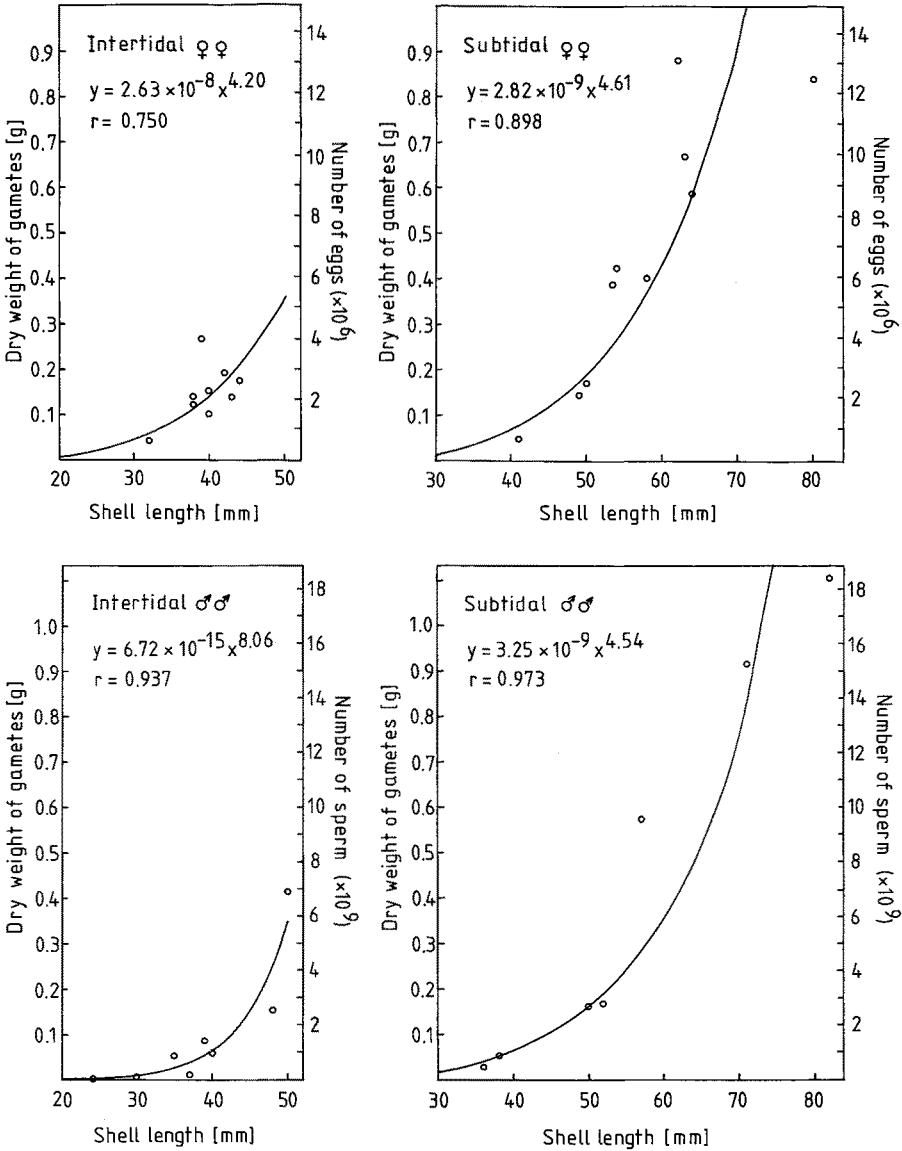 Intertidal ♀♀
y = 2.63 × 10⁻⁸ x⁴·²⁰
r = 0.750
Dry weight of gametes [g]
0.9
0.8
0.7
0.6
0.5
0.4
0.3
0.2
0.1
14
12
10
8
6
4
2
Number of eggs (×10⁶)
20 30 40 50
Shell length [mm]
Subtidal ♀♀
y = 2.82 × 10⁻⁹ x⁴·⁶¹
r = 0.898
Dry weight of gametes [g]
0.9
0.8
0.7
0.6
0.5
0.4
0.3
0.2
0.1
14
12
10
8
6
4
2
Number of eggs (×10⁶)
30 40 50 60 70 80
Shell length [mm]
Intertidal ♂♂
y = 6.72 × 10⁻¹⁵ x⁸·⁰⁶
r = 0.937
Dry weight of gametes [g]
1.0
0.9
0.8
0.7
0.6
0.5
0.4
0.3
0.2
0.1
18
16
14
12
10
8
6
4
2
Number of sperm (×10⁹)
20 30 40 50
Shell length [mm]
Subtidal ♂♂
y = 3.25 × 10⁻⁹ x⁴·⁵⁴
r = 0.973
Dry weight of gametes [g]
1.0
0.9
0.8
0.7
0.6
0.5
0.4
0.3
0.2
0.1
18
16
14
12
10
8
6
4
2
Number of sperm (×10⁹)
30 40 50 60 70 80
Shell length [mm]